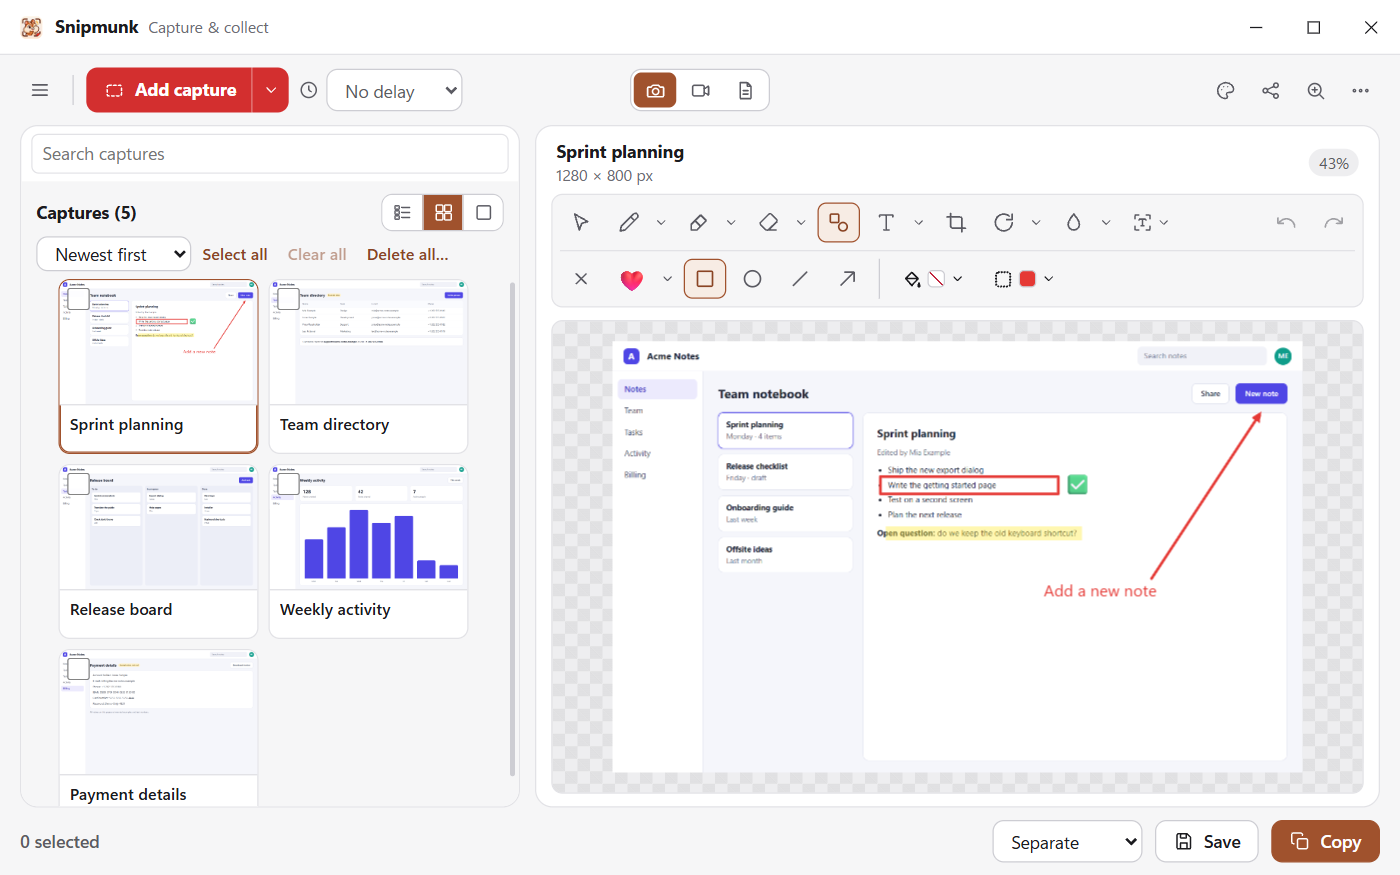 Snipmunk Capture & collect
Add capture
No delay
Search captures
Captures (5)
Newest first
Select all
Clear all
Delete all...
Sprint planning
Team directory
Release board
Weekly activity
Payment details
Sprint planning
1280 × 800 px
43%
A Acme Notes
Search notes
ME
Notes
Team
Tasks
Activity
Billing
Team notebook
Share
New note
Sprint planning
Monday · 4 items
Release checklist
Friday · draft
Onboarding guide
Last week
Offsite ideas
Last month
Sprint planning
Edited by Mia Example
Ship the new export dialog
Write the getting started page
Test on a second screen
Plan the next release
Open question: do we keep the old keyboard shortcut?
Add a new note
0 selected
Separate
Save
Copy